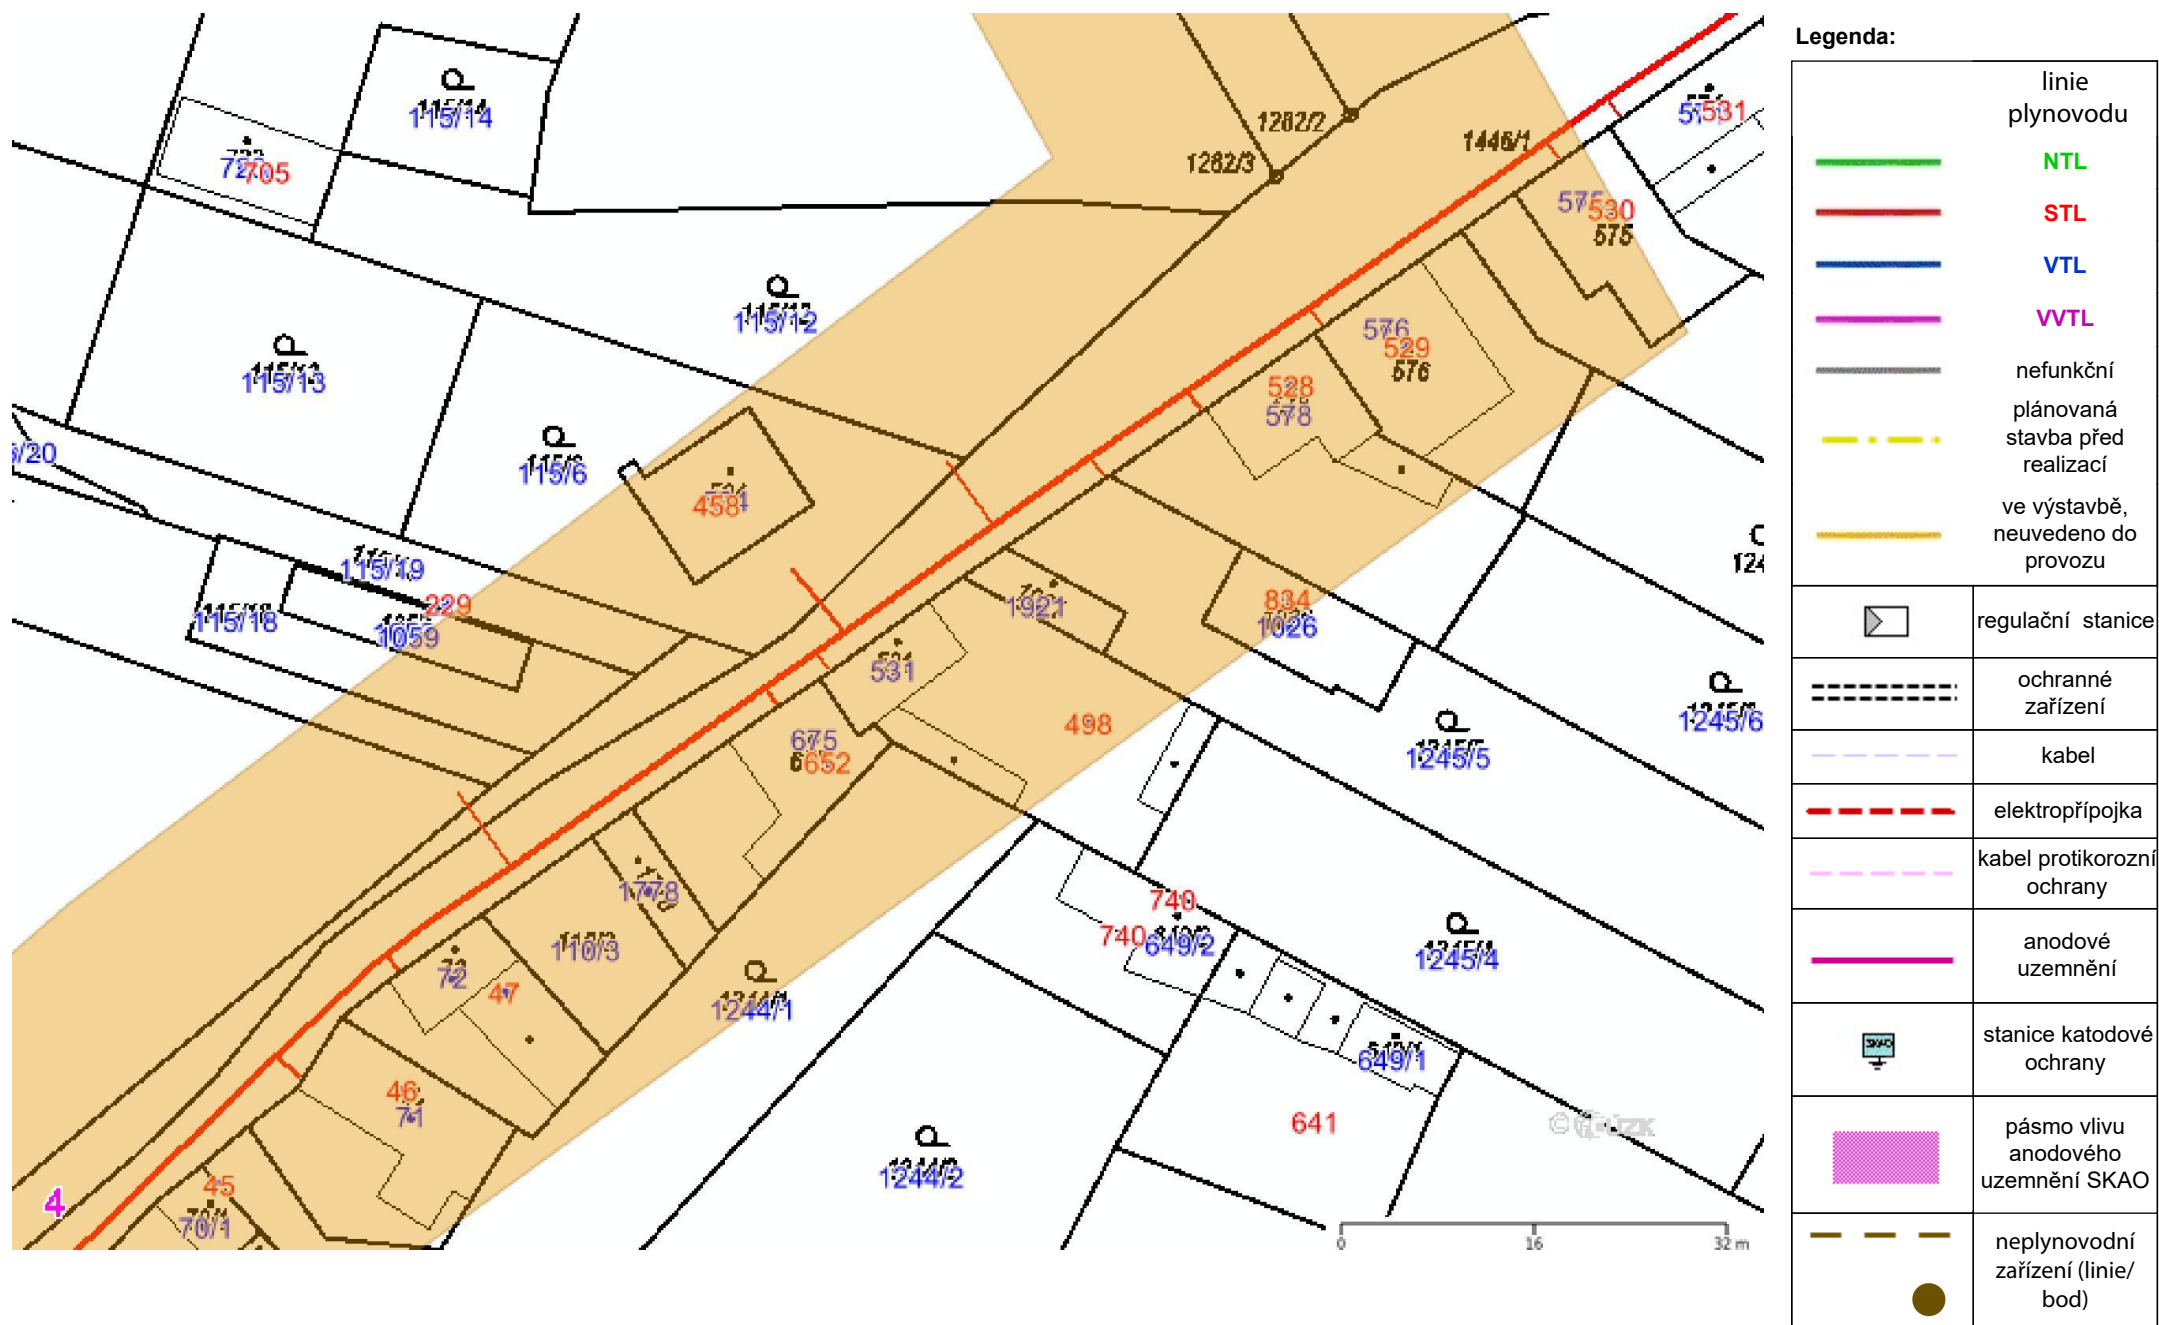 Legenda:
linie
plynovodu
NTL
STL
VTL
VVTL
nefunkční
plánovaná
stavba před
realizací
ve výstavbě,
neuvedeno do
provozu
regulační stanice
ochranné
zařízení
kabel
elektropřípojka
kabel protikorozní
ochrany
anodové
uzemnění
SKAO
stanice katodové
ochrany
pásmo vlivu
anodového
uzemnění SKAO
neplynovodní
zařízení (linie/
bod)
115/14
705
1282/2
1282/3
1446/1
531
530
575
115/12
115/13
576
529
576
528
578
115/6
458
115/19
229
115/18
1059
1921
834
1026
531
498
675
652
1245/6
1245/5
1778
110/3
740
740
649/2
1245/4
72
47
1244/1
649/1
46
71
641
1244/2
45
70/1
4
0
16
32 m